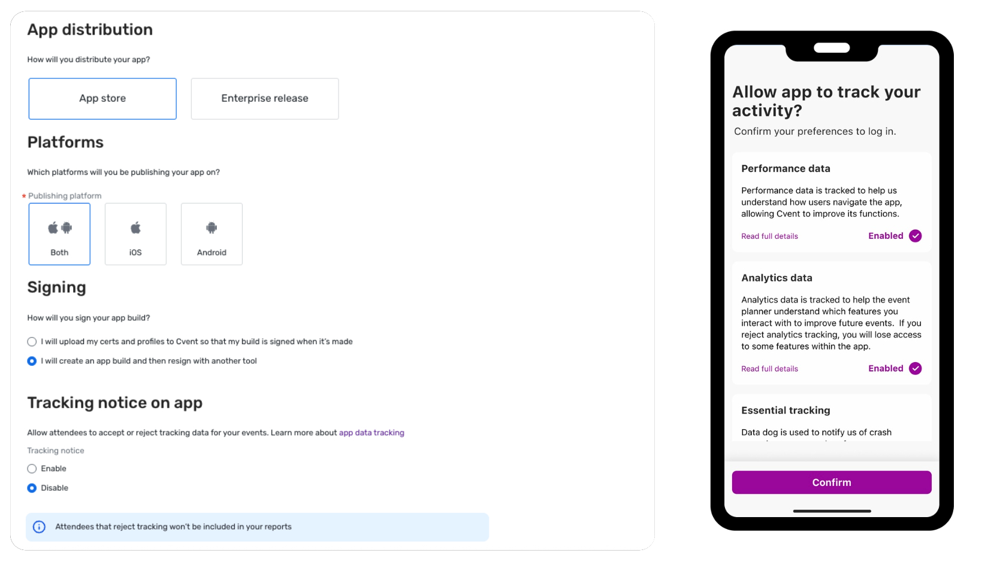 App distribution
How will you distribute your app?
App store
Enterprise release
Platforms
Which platforms will you be publishing your app on?
* Publishing platform
Both
iOS
Android
Signing
How will you sign your app build?
I will upload my certs and profiles to Cvent so that my build is signed when it's made
I will create an app build and then resign with another tool
Tracking notice on app
Allow attendees to accept or reject tracking data for your events. Learn more about app data tracking
Tracking notice
Enable
Disable
Attendees that reject tracking won't be included in your reports
Allow app to track your
activity?
Confirm your preferences to log in.
Performance data
Performance data is tracked to help us
understand how users navigate the app,
allowing Cvent to improve its functions.
Read full details
Enabled
Analytics data
Analytics data is tracked to help the event
planner understand which features you
interact with to improve future events.  If you
reject analytics tracking, you will lose access
to some features within the app.
Read full details
Enabled
Essential tracking
Data dog is used to notify us of crash
Confirm